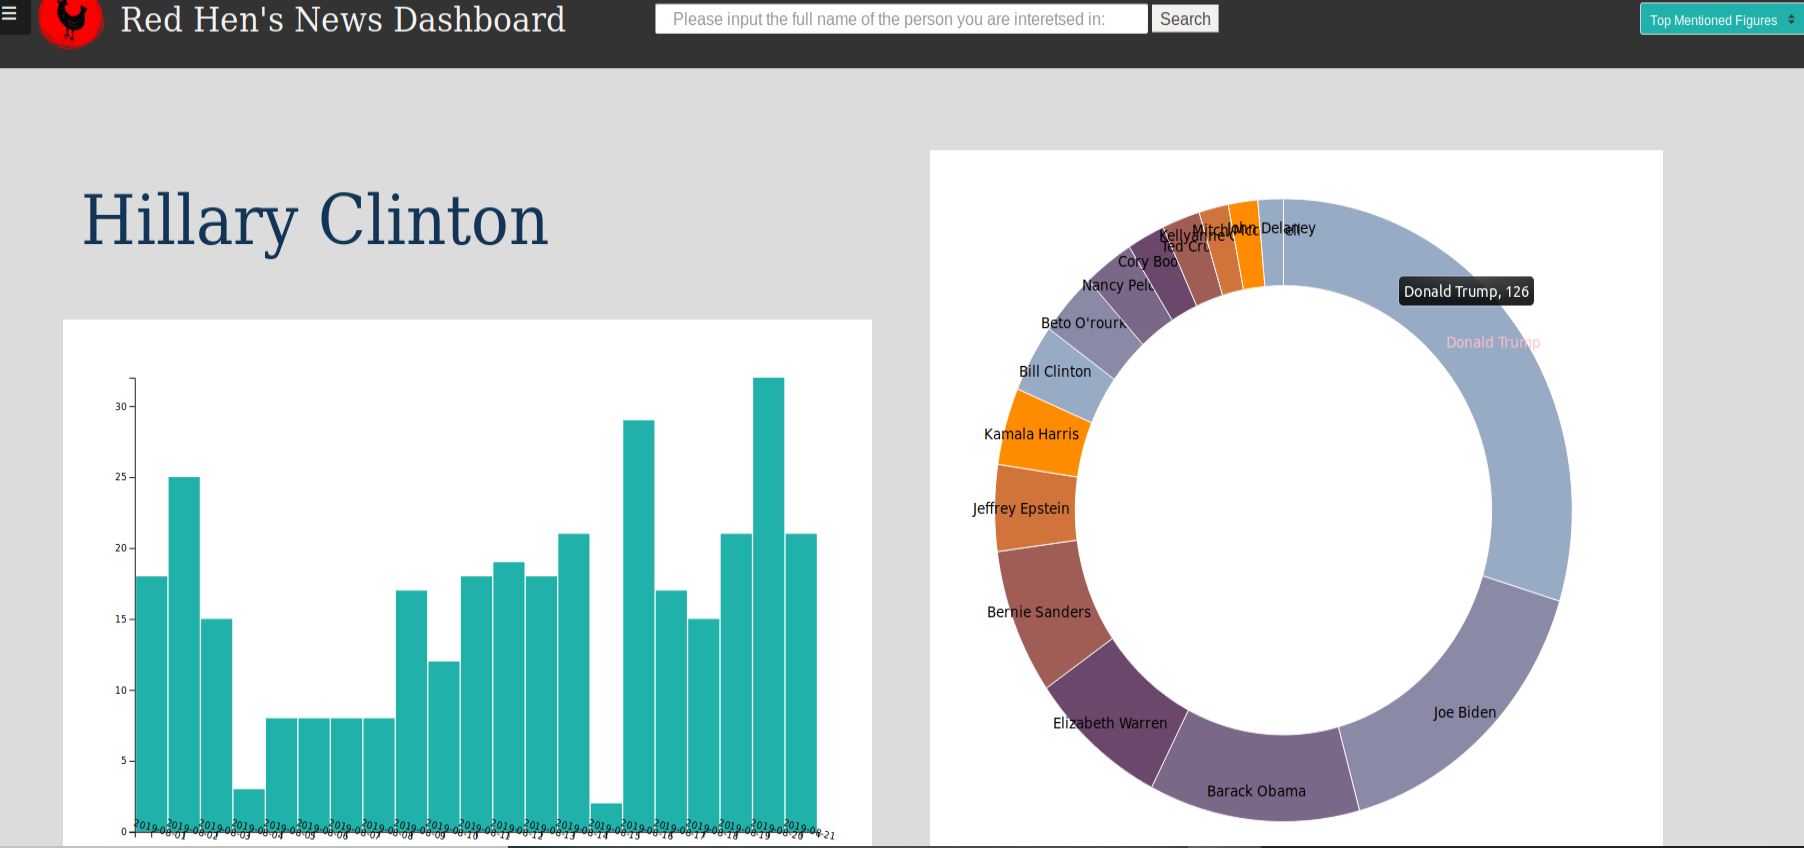 Red Hen's News Dashboard
Please input the full name of the person you are interetsed in:
Search
Top Mentioned Figures
Hillary Clinton
30
25
20
15
10
5
0
2019-08-01
2019-08-02
2019-08-03
2019-08-04
2019-08-05
2019-08-06
2019-08-07
2019-08-08
2019-08-09
2019-08-10
2019-08-11
2019-08-12
2019-08-13
2019-08-14
2019-08-15
2019-08-16
2019-08-17
2019-08-18
2019-08-19
2019-08-20
2019-08-21
John Delaney
Kellyanne
Ted Cru
Cory Boo
Nancy Pelo
Beto O'rourk
Bill Clinton
Kamala Harris
Jeffrey Epstein
Bernie Sanders
Elizabeth Warren
Barack Obama
Joe Biden
Donald Trump, 126
Donald Trump